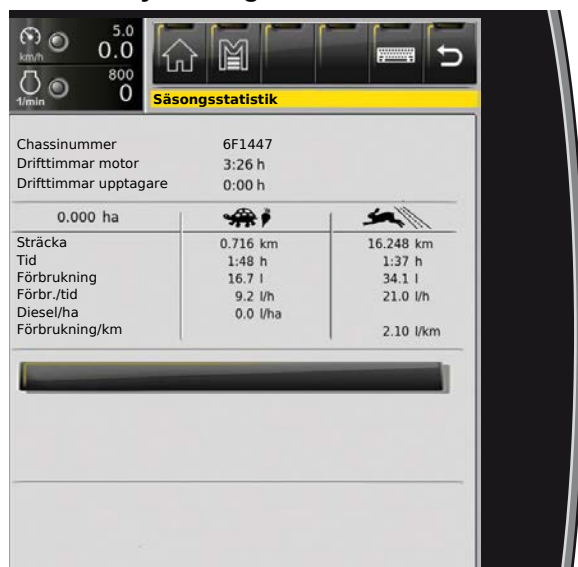 5.0
km/h 0.0
800
1/min 0
Säsongsstatistik
Chassinummer 6F1447
Drifttimmar motor 3:26 h
Drifttimmar upptagare 0:00 h
0.000 ha
Sträcka 0.716 km 16.248 km
Tid 1:48 h 1:37 h
Förbrukning 16.7 l 34.1 l
Förbr./tid 9.2 l/h 21.0 l/h
Diesel/ha 0.0 l/ha
Förbrukning/km 2.10 l/km